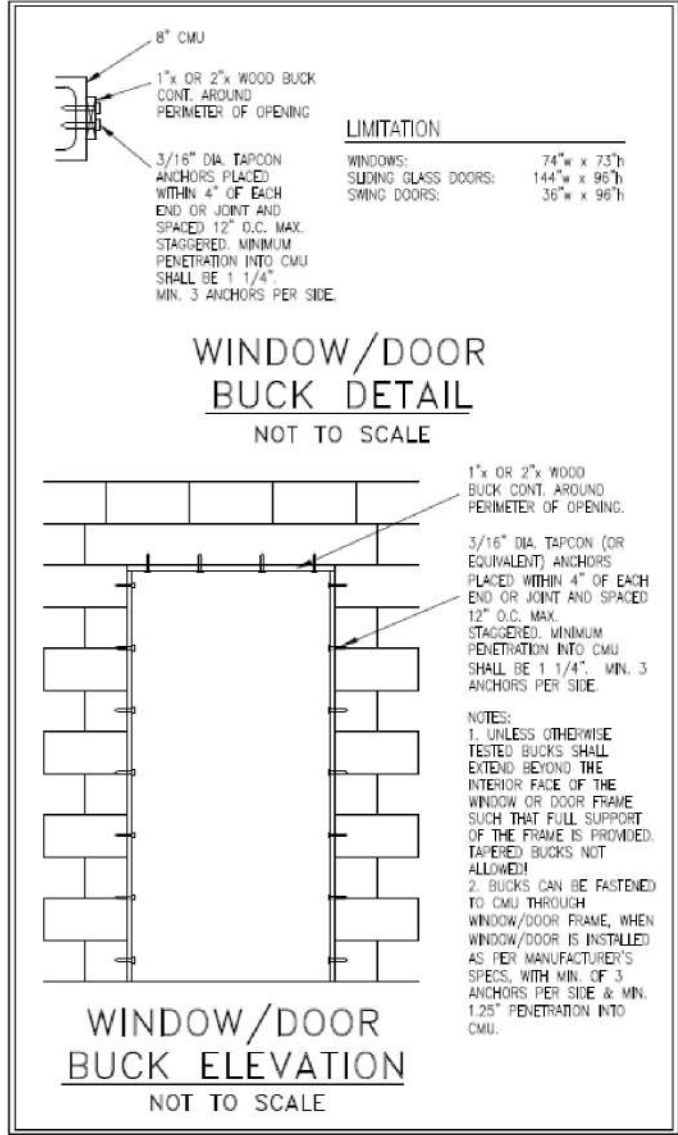 8" CMU
1"x OR 2"x WOOD BUCK
CONT. AROUND
PERIMETER OF OPENING
3/16" DIA. TAPCON
ANCHORS PLACED
WITHIN 4" OF EACH
END OR JOINT AND
SPACED 12" O.C. MAX.
STAGGERED. MINIMUM
PENETRATION INTO CMU
SHALL BE 1 1/4".
MIN. 3 ANCHORS PER SIDE.
LIMITATION
WINDOWS: 74"w x 73"h
SLIDING GLASS DOORS: 144"w x 96"h
SWING DOORS: 36"w x 96"h
WINDOW/DOOR
BUCK DETAIL
NOT TO SCALE
1"x OR 2"x WOOD
BUCK CONT. AROUND
PERIMETER OF OPENING.
3/16" DIA. TAPCON (OR
EQUIVALENT) ANCHORS
PLACED WITHIN 4" OF EACH
END OR JOINT AND SPACED
12" O.C. MAX.
STAGGERED. MINIMUM
PENETRATION INTO CMU
SHALL BE 1 1/4". MIN. 3
ANCHORS PER SIDE.
NOTES:
1. UNLESS OTHERWISE
TESTED BUCKS SHALL
EXTEND BEYOND THE
INTERIOR FACE OF THE
WINDOW OR DOOR FRAME
SUCH THAT FULL SUPPORT
OF THE FRAME IS PROVIDED.
TAPERED BUCKS NOT
ALLOWED!
2. BUCKS CAN BE FASTENED
TO CMU THROUGH
WINDOW/DOOR FRAME, WHEN
WINDOW/DOOR IS INSTALLED
AS PER MANUFACTURER'S
SPECS, WITH MIN. OF 3
ANCHORS PER SIDE & MIN.
1.25" PENETRATION INTO
CMU.
WINDOW/DOOR
BUCK ELEVATION
NOT TO SCALE